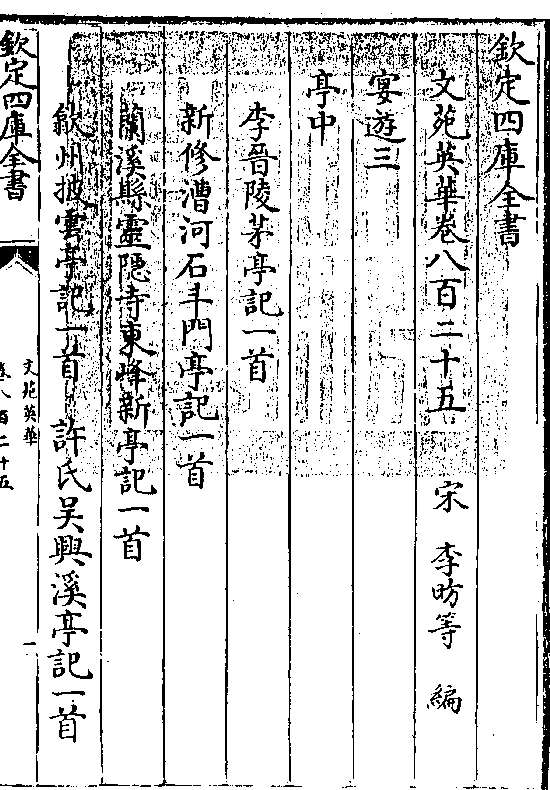 欽定四庫全書
文苑英華卷八百二十五　宋　李昉等　編
宴遊三
亭中
李晉陵茅亭記一首
新修漕河石斗門亭記一首
蘭溪縣靈隱寺東峰新亭記一首
歙州披雲亭記一首　許氏吳興溪亭記一首
欽定四庫全書
文苑英華
卷八百二十五
一